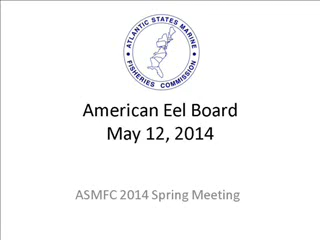 ATLANTIC STATES MARINE
FISHERIES COMMISSION
American Eel Board
May 12, 2014
ASMFC 2014 Spring Meeting